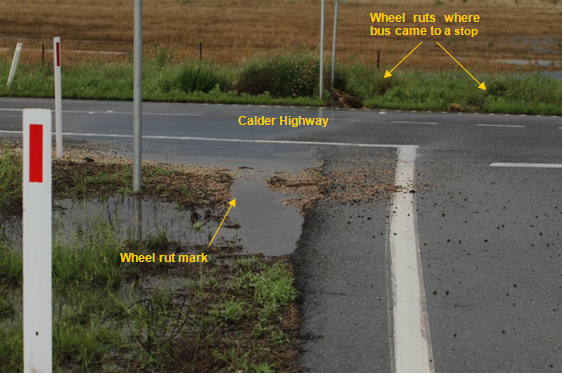 Wheel ruts where
bus came to a stop
Calder Highway
Wheel rut mark